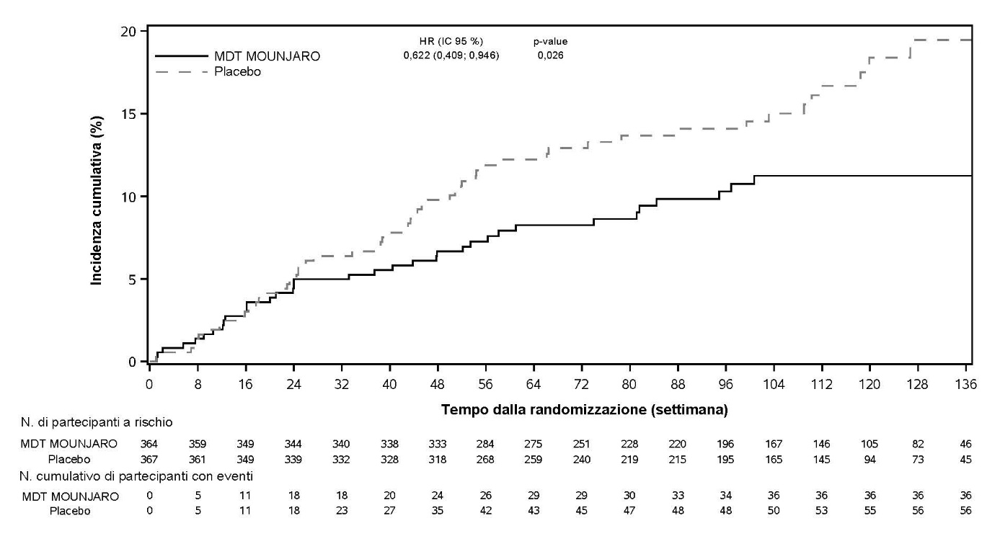 20
HR (IC 95 %) p-value
MDT MOUNJARO 0,622 (0,409; 0,946) 0,026
Placebo
15
10
5
0
Incidenza cumulativa (%)
0 8 16 24 32 40 48 56 64 72 80 88 96 104 112 120 128 136
Tempo dalla randomizzazione (settimana)
N. di partecipanti a rischio
MDT MOUNJARO 364 359 349 344 340 338 333 284 275 251 228 220 196 167 146 105 82 46
Placebo 367 361 349 339 332 328 318 268 259 240 219 215 195 165 145 94 73 45
N. cumulativo di partecipanti con eventi
MDT MOUNJARO 0 5 11 18 18 20 24 26 29 29 30 33 34 36 36 36 36 36
Placebo 0 5 11 18 23 27 35 42 43 45 47 48 48 50 53 55 56 56